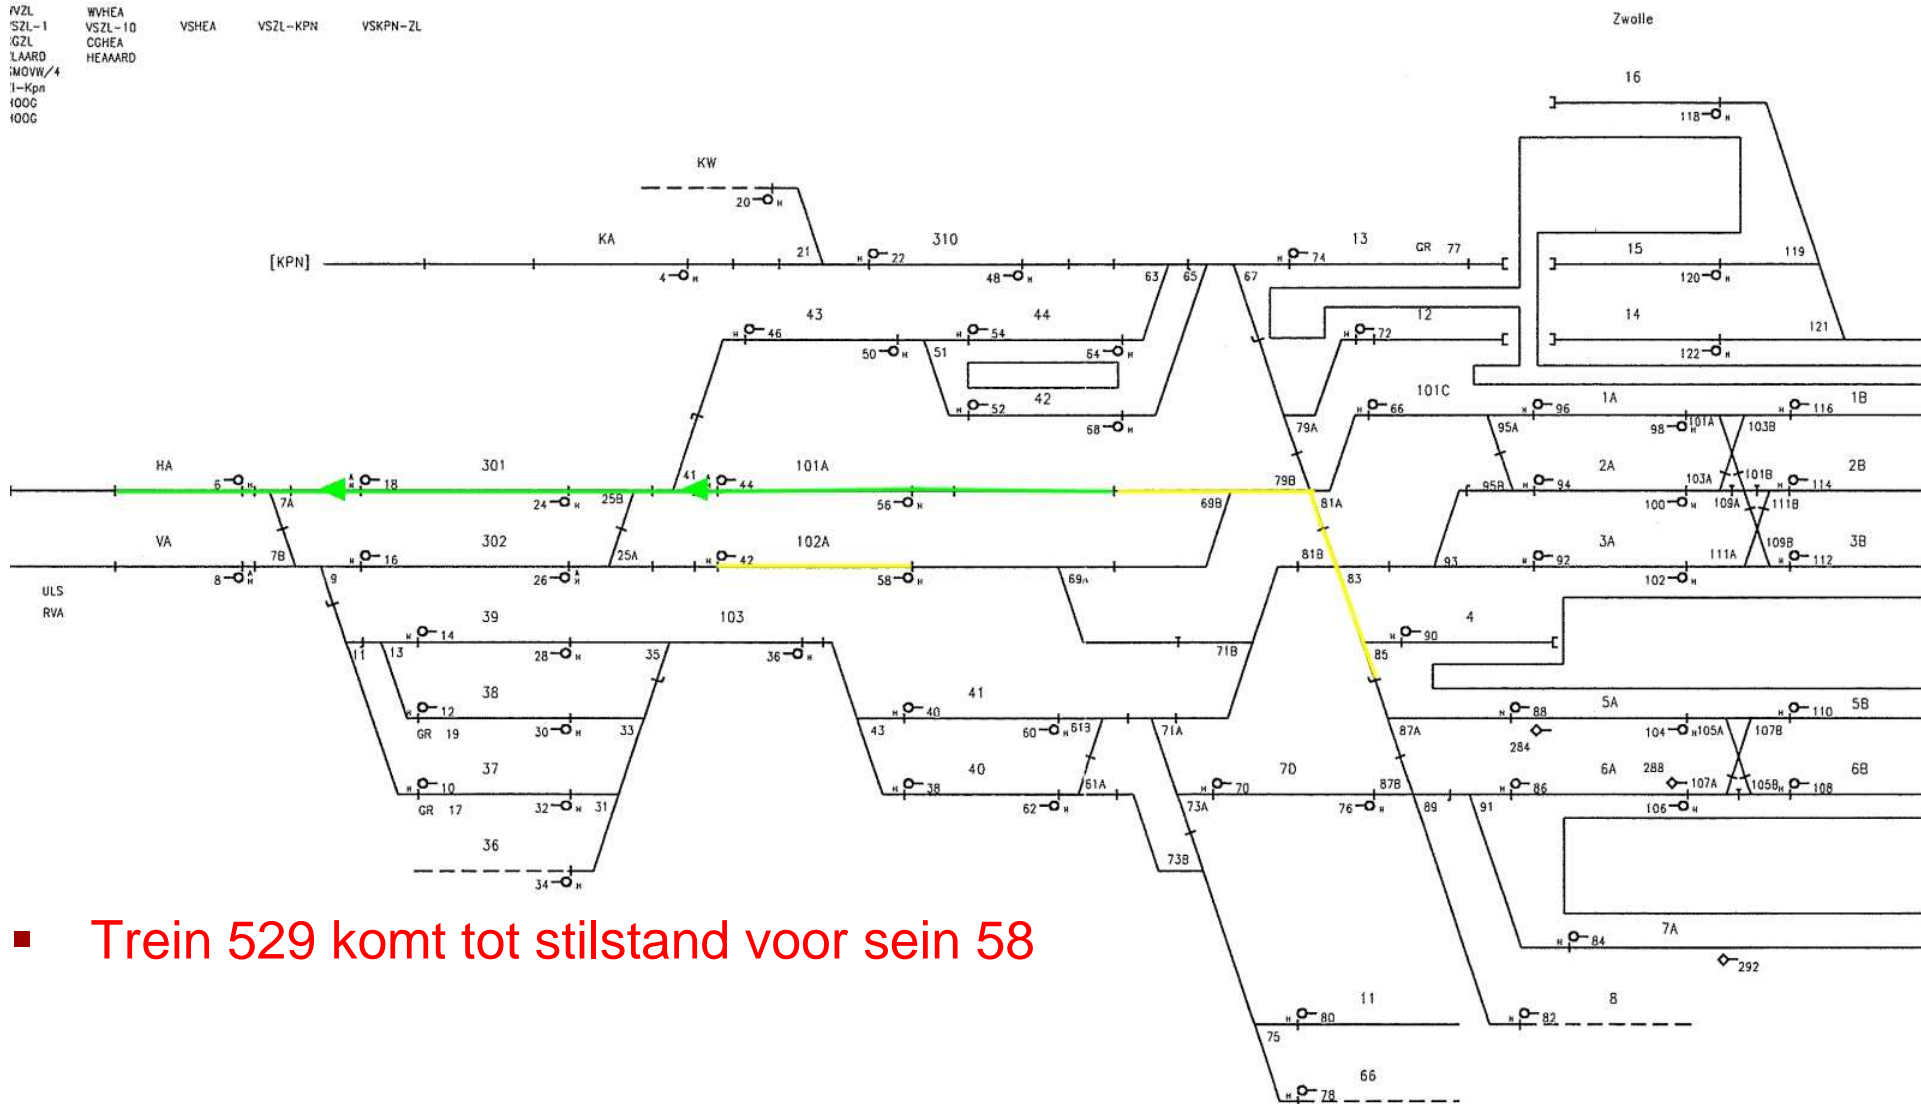 WVHEA
VSZL-10 VSHEA VSZL-KPN VSKPN-ZL
CGHEA
HEAAARD
Zwolle
16
118 H
KW
20 H
[KPN] KA 21 H 22 310 13 GR 77 15 119
4 H 48 H 63 65 67 H 74 120 H
43 44 12 14 121
H 46 50 H 51 H 54 64 H H 72 122 H
42 101C 1A 1B
H 52 68 H 79A H 66 95A H 96 98 H 101A 103B H 116
HA 301 41 101A 79B 2A 2B
6 H 7A 18 24 H 25B 44 56 H 69B 81A 95B H 94 103A 101B 100 H 109A 111B H 114
VA 302 102A 81B 3A 3B
8 7B 9 H 16 26 25A H 42 58 H 69A 83 93 H 92 102 H 111A 109B H 112
ULS
RVA
39 103 4
11 13 H 14 28 H 35 36 H 71B 85 H 90
38 41 5A 5B
H 12 GR 19 30 H 33 43 H 40 60 H 61B 71A 87A H 88 284 104 H 105A 107B H 110
37 40 7D 6A 6B
H 10 GR 17 32 H 31 H 38 62 H 61A 73A H 70 76 H 87B 89 91 H 86 288 107A 106 H 105B H 108
36
34 H 73B
▪ Trein 529 komt tot stilstand voor sein 58
7A
H 84 292
11 8
75 H 80 H 82
66
H 78